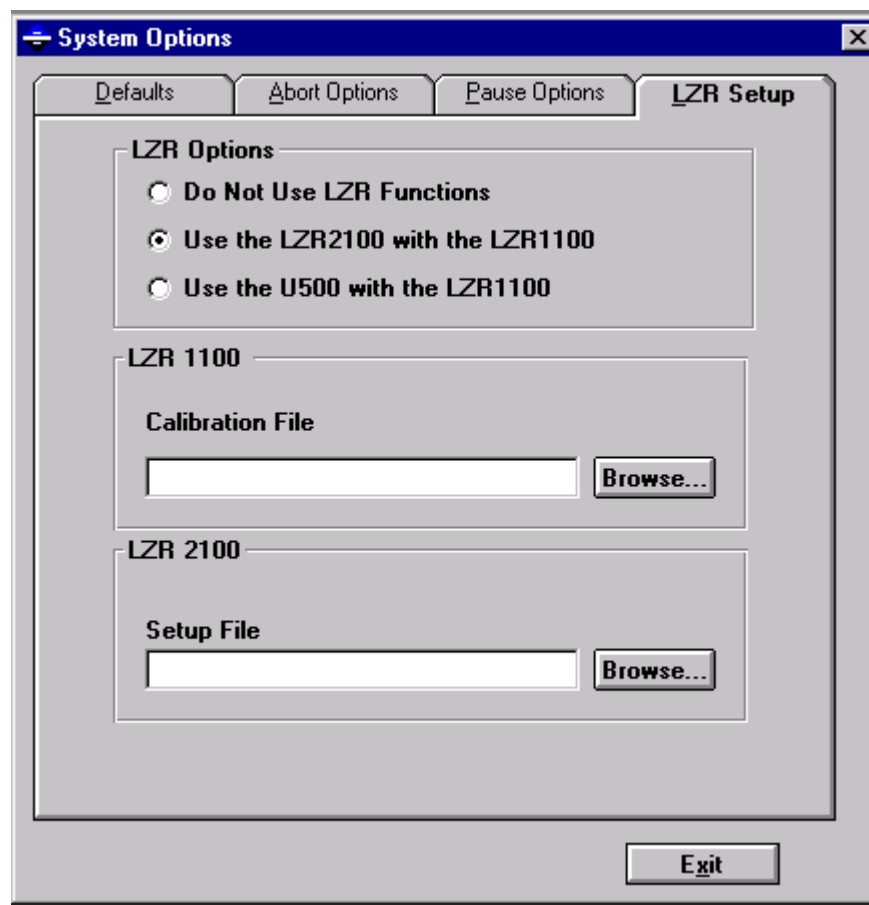 System Options
Defaults Abort Options Pause Options LZR Setup
LZR Options
Do Not Use LZR Functions
Use the LZR2100 with the LZR1100
Use the U500 with the LZR1100
LZR 1100
Calibration File
Browse...
LZR 2100
Setup File
Browse...
Exit